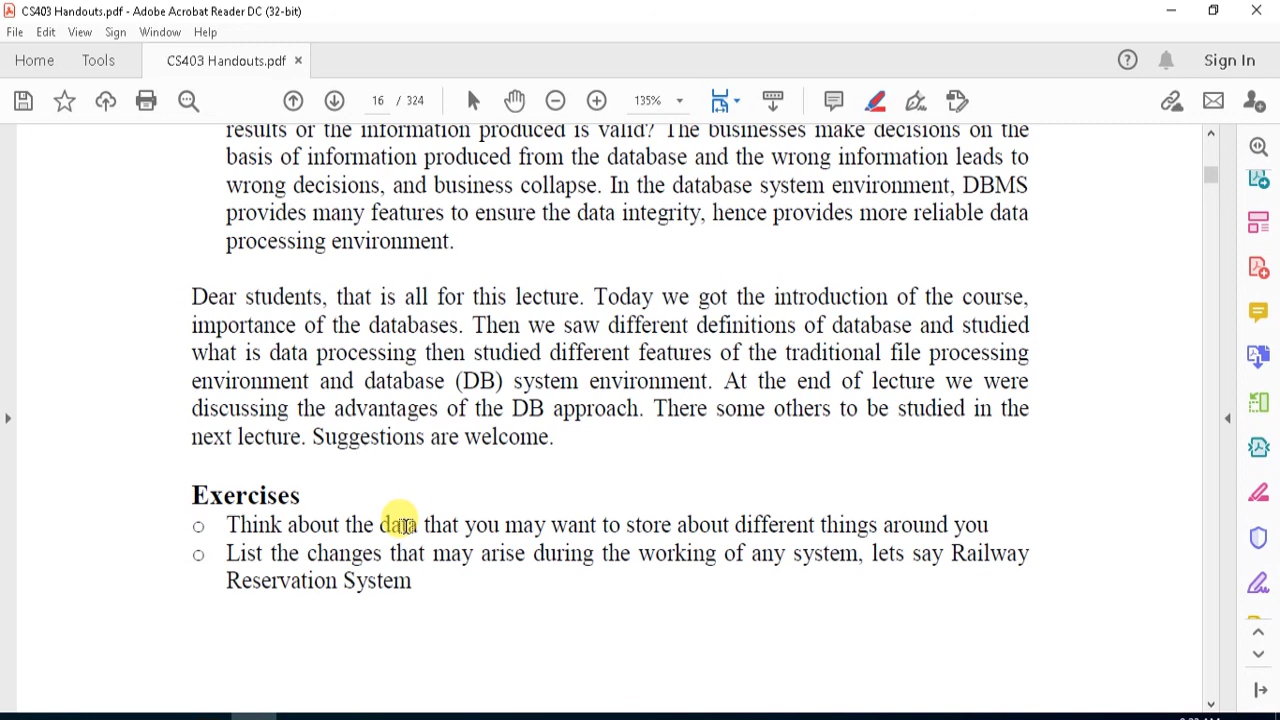 CS403 Handouts.pdf - Adobe Acrobat Reader DC (32-bit)
File Edit View Sign Window Help
Home Tools CS403 Handouts.pdf × Sign In
16 / 324 135%
results or the information produced is valid? The businesses make decisions on the
basis of information produced from the database and the wrong information leads to
wrong decisions, and business collapse. In the database system environment, DBMS
provides many features to ensure the data integrity, hence provides more reliable data
processing environment.
Dear students, that is all for this lecture. Today we got the introduction of the course,
importance of the databases. Then we saw different definitions of database and studied
what is data processing then studied different features of the traditional file processing
environment and database (DB) system environment. At the end of lecture we were
discussing the advantages of the DB approach. There some others to be studied in the
next lecture. Suggestions are welcome.
Exercises
○ Think about the data that you may want to store about different things around you
○ List the changes that may arise during the working of any system, lets say Railway
Reservation System